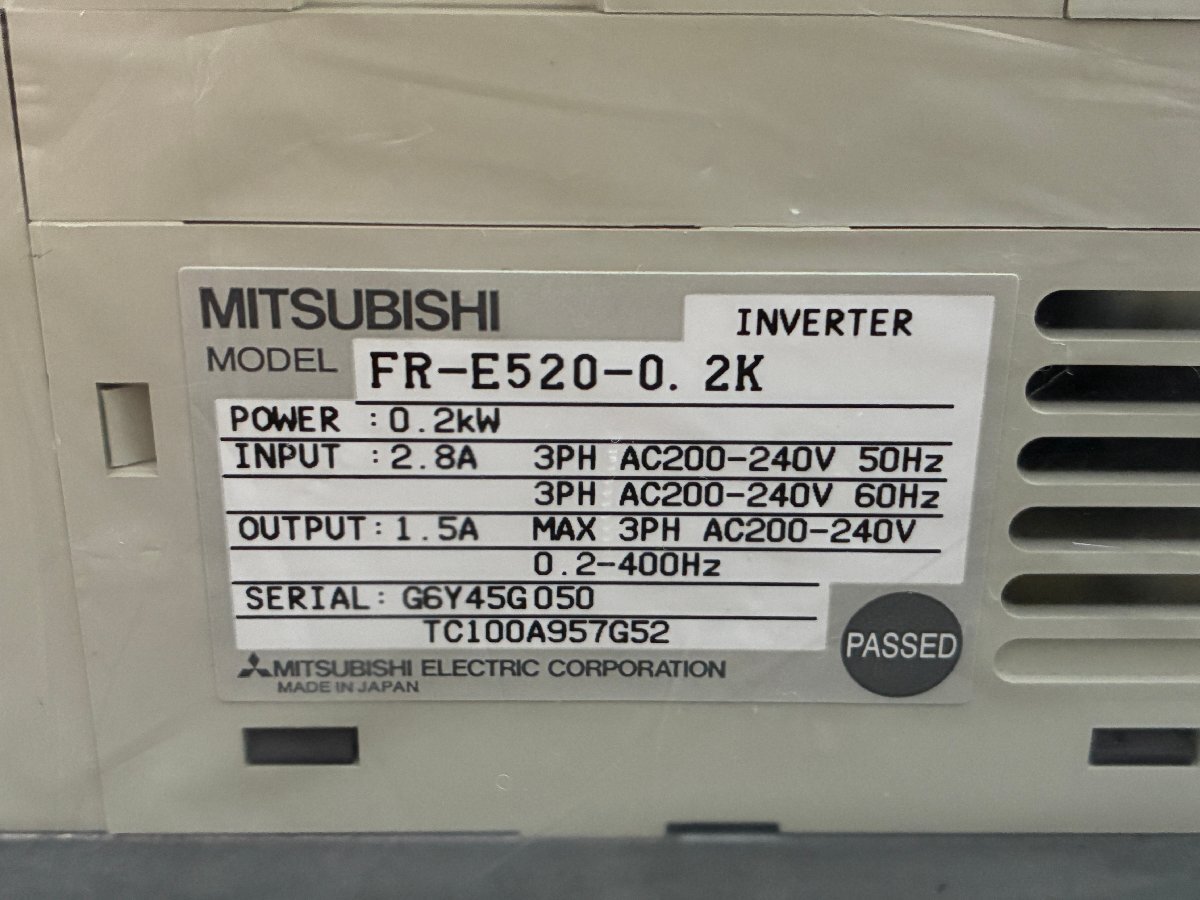 MITSUBISHI
INVERTER
MODEL FR-E520-0.2K
POWER :0.2kW
INPUT :2.8A 3PH AC200-240V 50Hz
3PH AC200-240V 60Hz
OUTPUT:1.5A MAX 3PH AC200-240V
0.2-400Hz
SERIAL: G6Y45G050
TC100A957G52
PASSED
MITSUBISHI ELECTRIC CORPORATION
MADE IN JAPAN